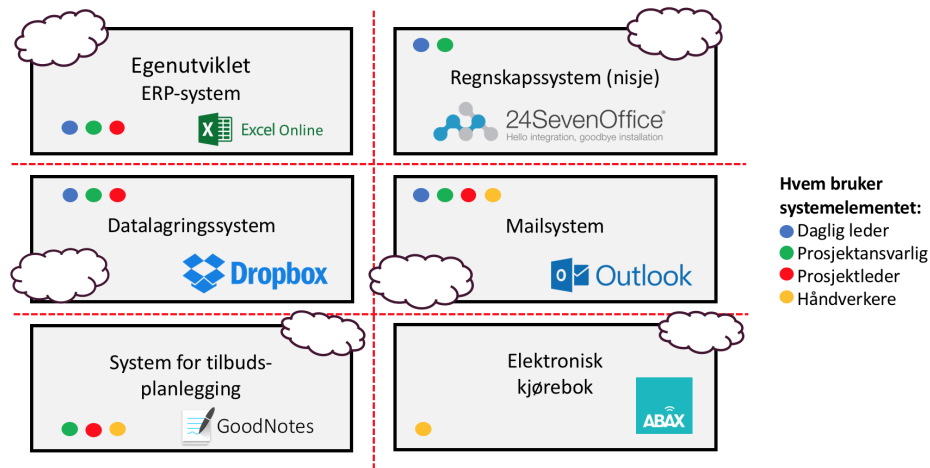 Egenutviklet
ERP-system
Excel Online
Regnskapssystem (nisje)
24SevenOffice
Hello integration, goodbye installation
Datalagringssystem
Dropbox
Mailsystem
Outlook
System for tilbuds-
planlegging
GoodNotes
Elektronisk
kjørebok
ABAX
Hvem bruker
systemelementet:
Daglig leder
Prosjektansvarlig
Prosjektleder
Håndverkere